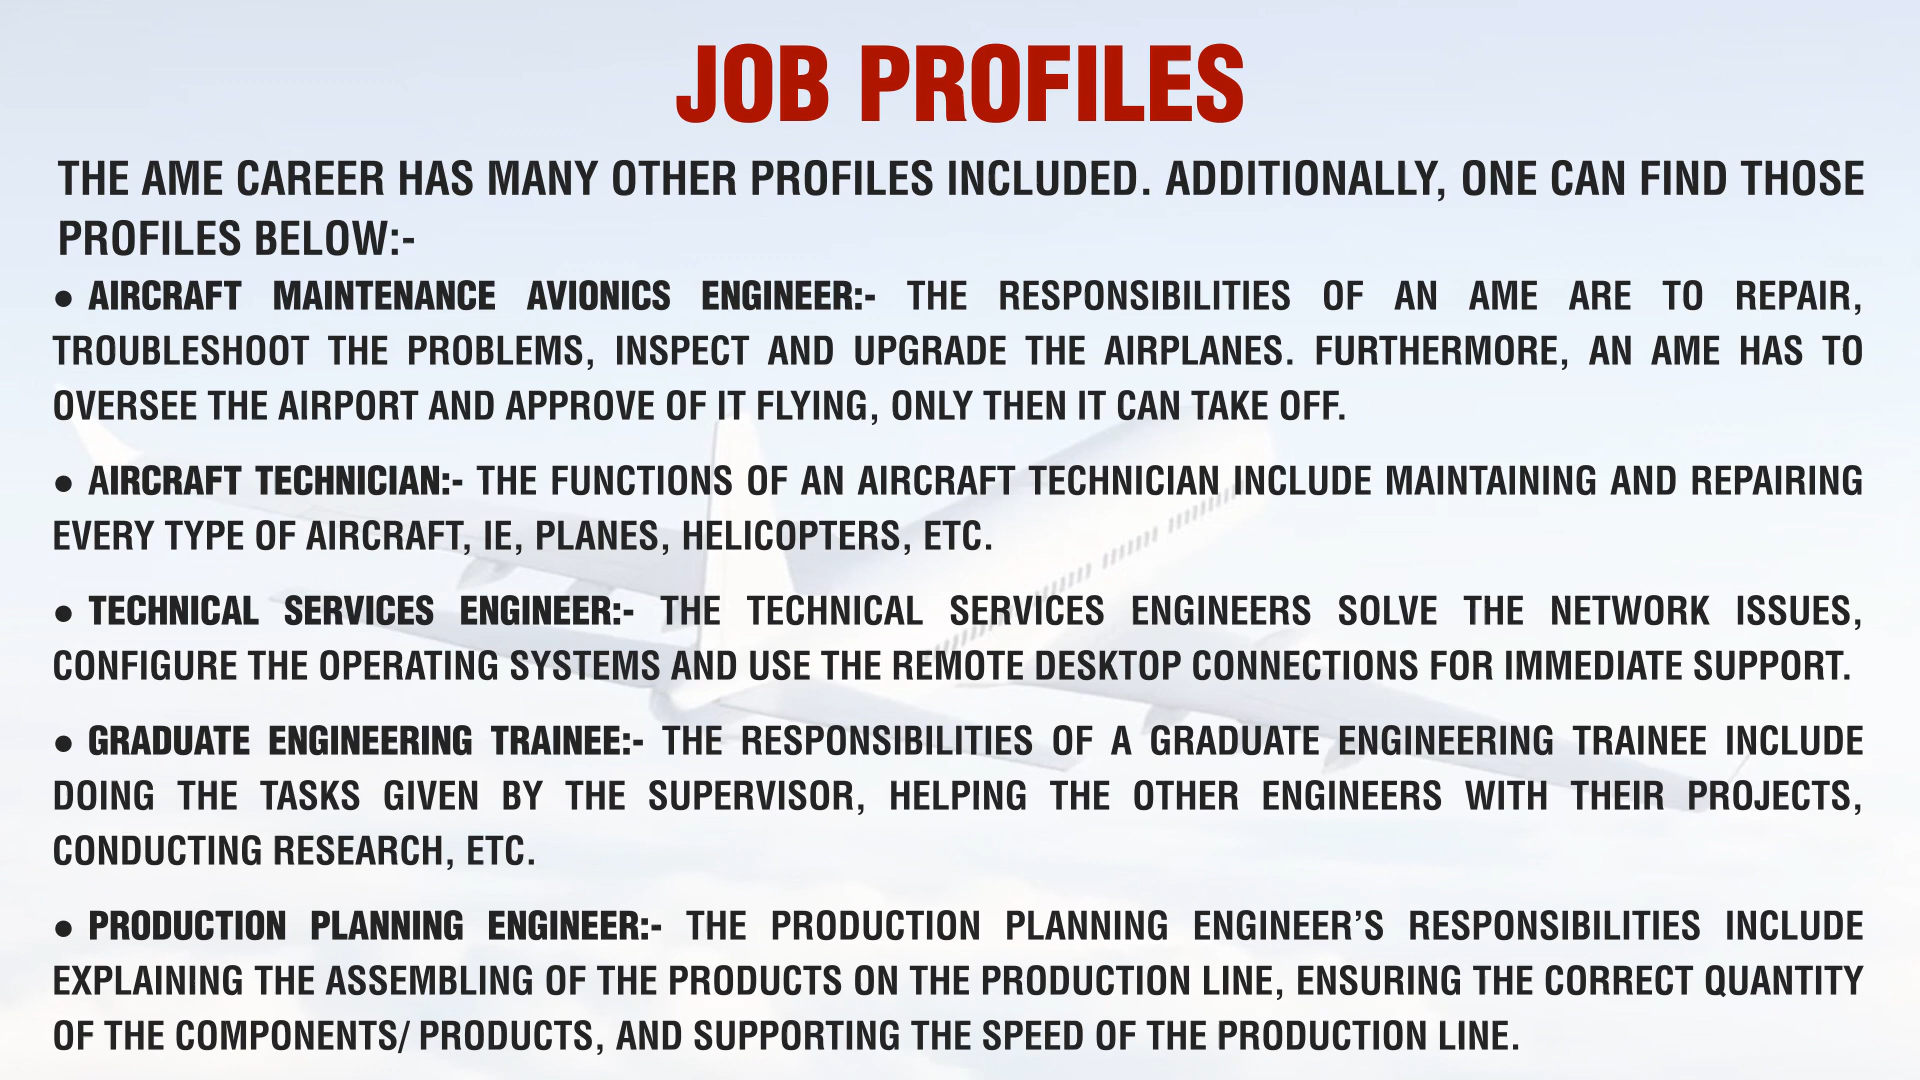 JOB PROFILES
THE AME CAREER HAS MANY OTHER PROFILES INCLUDED. ADDITIONALLY, ONE CAN FIND THOSE
PROFILES BELOW:-
● AIRCRAFT MAINTENANCE AVIONICS ENGINEER:- THE RESPONSIBILITIES OF AN AME ARE TO REPAIR,
TROUBLESHOOT THE PROBLEMS, INSPECT AND UPGRADE THE AIRPLANES. FURTHERMORE, AN AME HAS TO
OVERSEE THE AIRPORT AND APPROVE OF IT FLYING, ONLY THEN IT CAN TAKE OFF.
● AIRCRAFT TECHNICIAN:- THE FUNCTIONS OF AN AIRCRAFT TECHNICIAN INCLUDE MAINTAINING AND REPAIRING
EVERY TYPE OF AIRCRAFT, IE, PLANES, HELICOPTERS, ETC.
● TECHNICAL SERVICES ENGINEER:- THE TECHNICAL SERVICES ENGINEERS SOLVE THE NETWORK ISSUES,
CONFIGURE THE OPERATING SYSTEMS AND USE THE REMOTE DESKTOP CONNECTIONS FOR IMMEDIATE SUPPORT.
● GRADUATE ENGINEERING TRAINEE:- THE RESPONSIBILITIES OF A GRADUATE ENGINEERING TRAINEE INCLUDE
DOING THE TASKS GIVEN BY THE SUPERVISOR, HELPING THE OTHER ENGINEERS WITH THEIR PROJECTS,
CONDUCTING RESEARCH, ETC.
● PRODUCTION PLANNING ENGINEER:- THE PRODUCTION PLANNING ENGINEER’S RESPONSIBILITIES INCLUDE
EXPLAINING THE ASSEMBLING OF THE PRODUCTS ON THE PRODUCTION LINE, ENSURING THE CORRECT QUANTITY
OF THE COMPONENTS/ PRODUCTS, AND SUPPORTING THE SPEED OF THE PRODUCTION LINE.